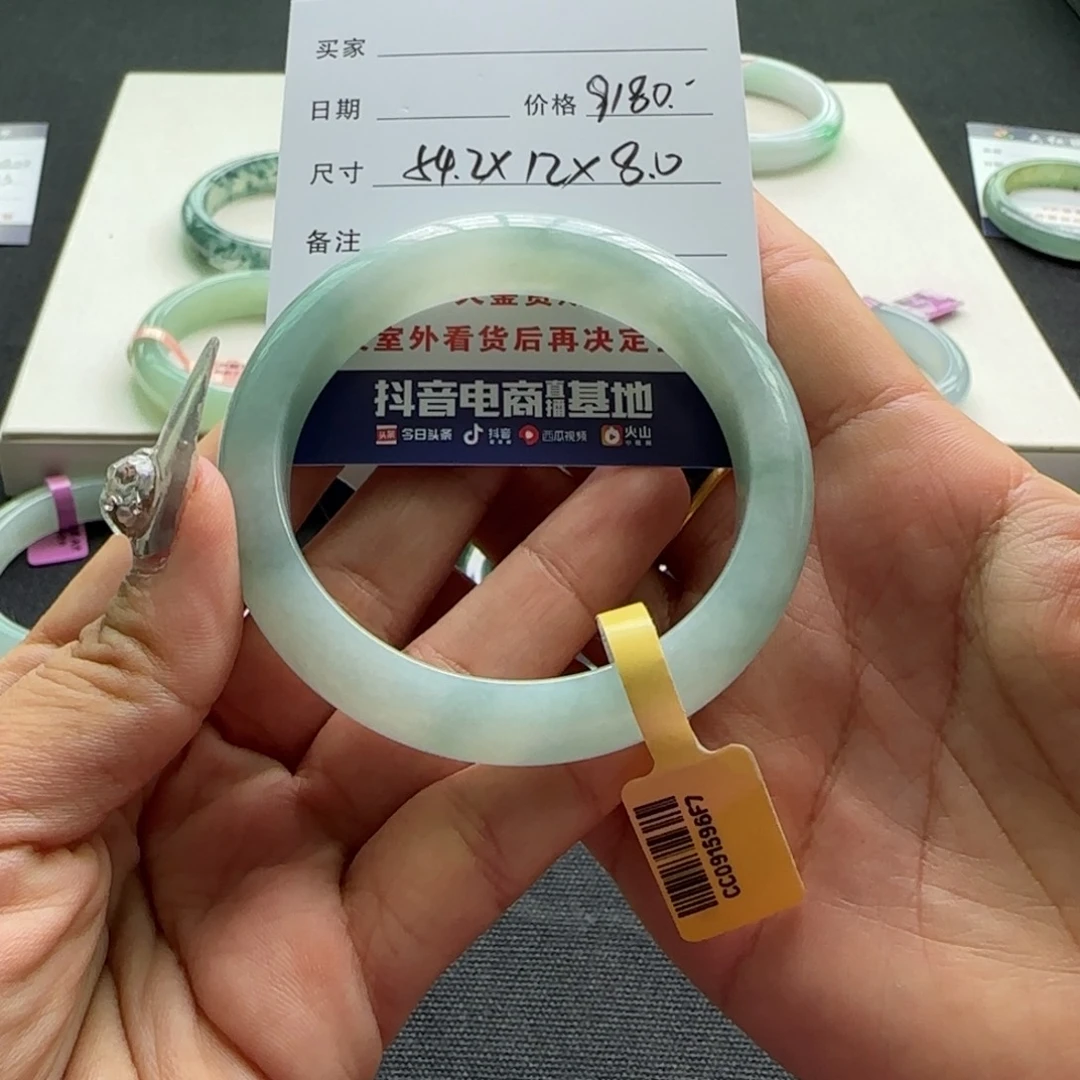 买家
日期 价格 9180.-
尺寸 54.2X12X8.0
备注
室外看货后再决定
抖音电商直播基地
头条 今日头条 抖音 西瓜视频 火山
CC091596F7